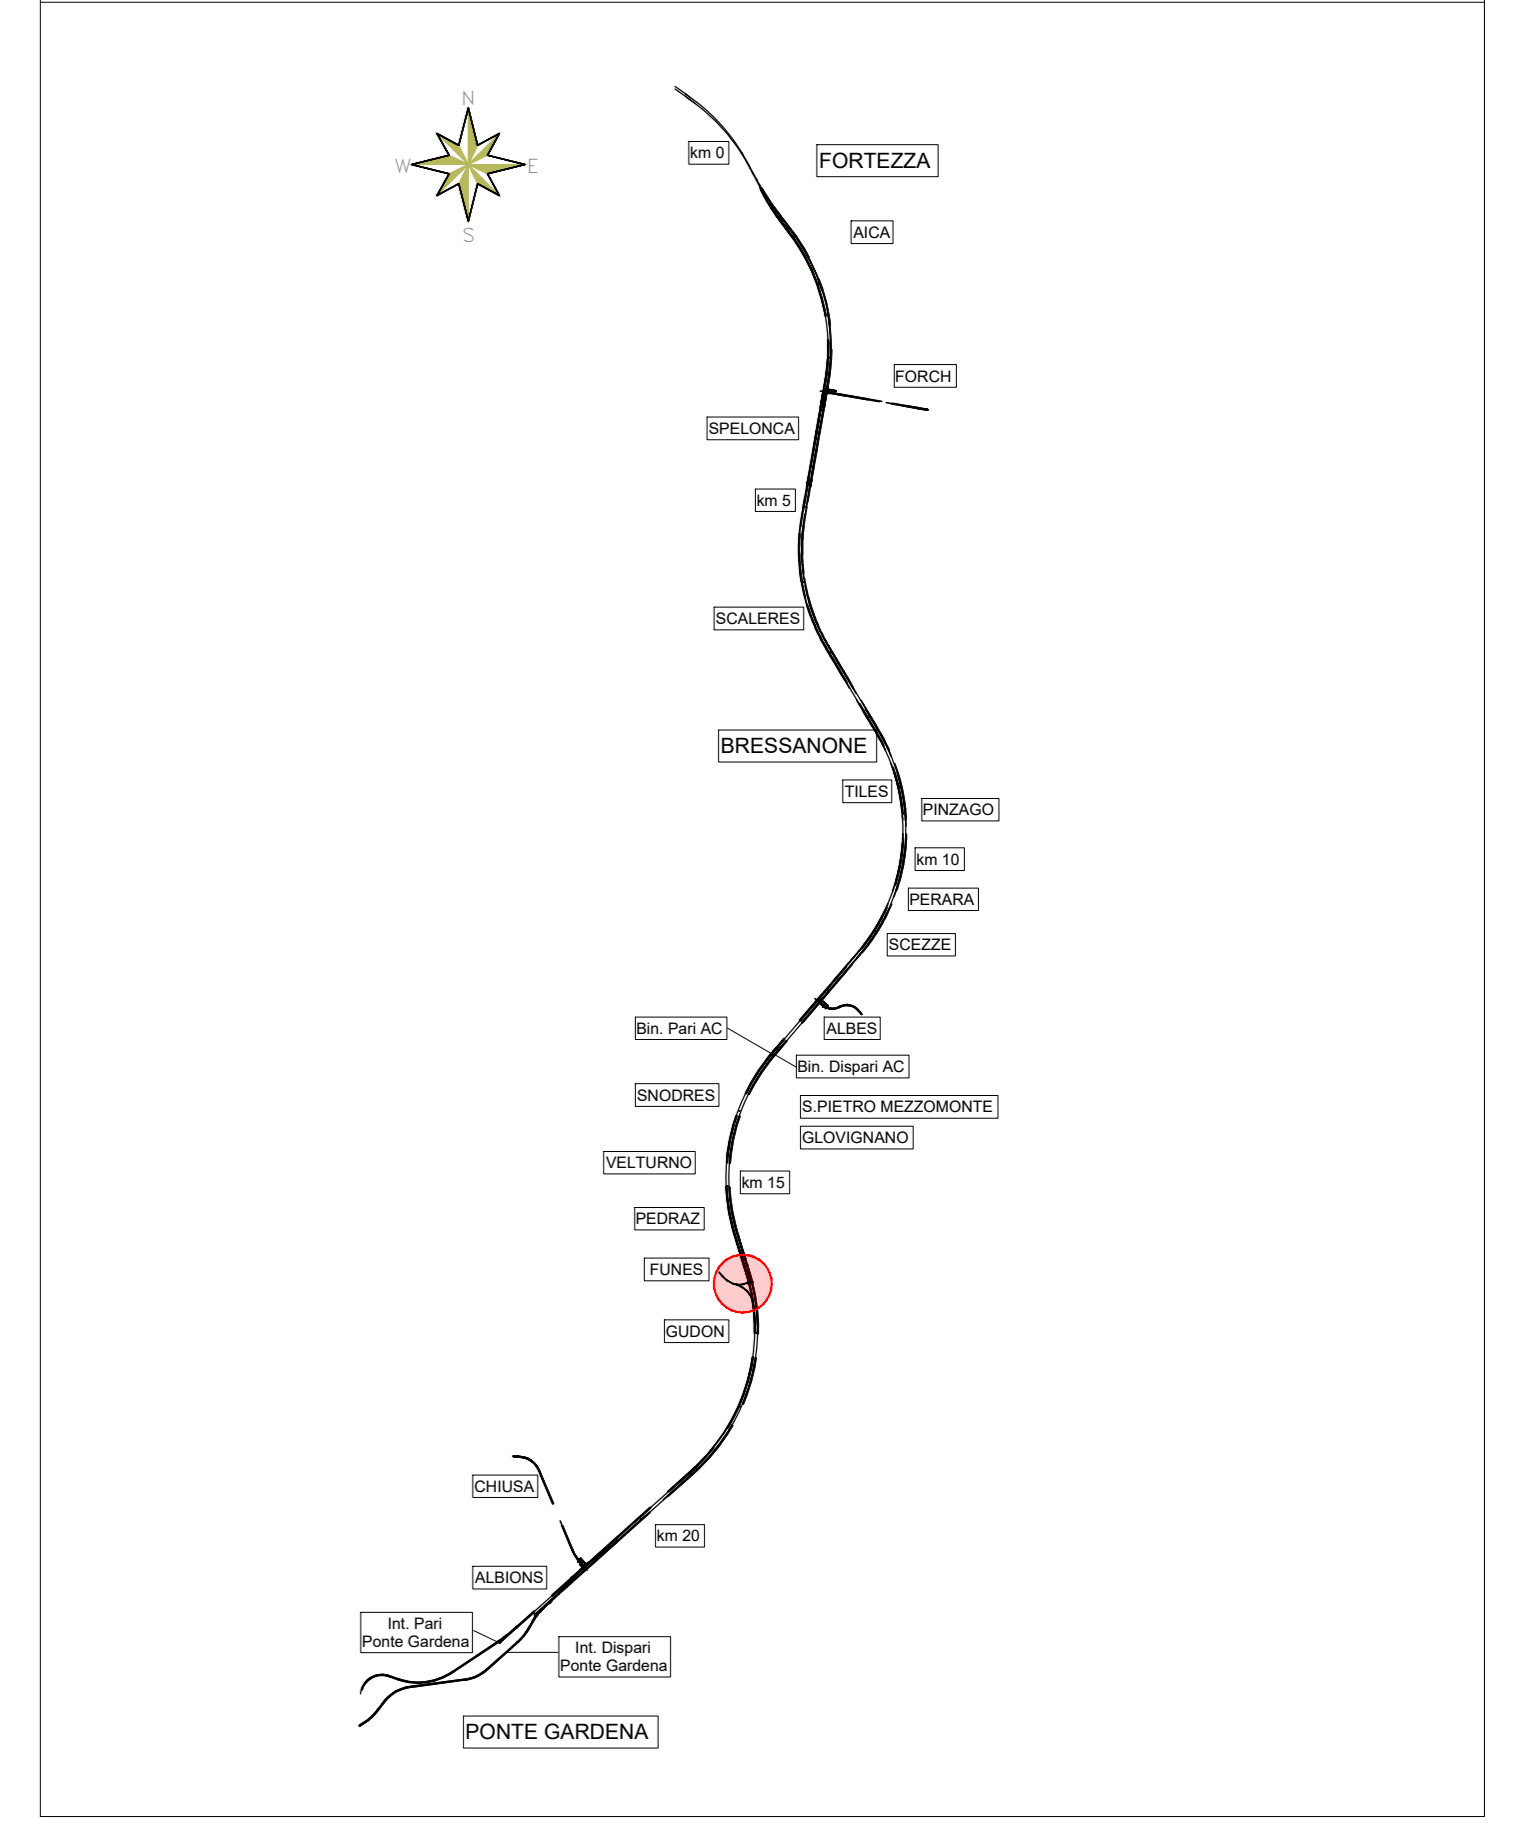 N
km 0
FORTEZZA
W
E
S
AICA
FORCH
SPELONCA
km 5
SCALERES
BRESSANONE
TILES
PINZAGO
km 10
PERARA
SCEZZE
Bin. Pari AC
ALBES
Bin. Dispari AC
SNODRES
S.PIETRO MEZZOMONTE
GLOVIGNANO
VELTURNO
km 15
PEDRAZ
FUNES
GUDON
CHIUSA
km 20
ALBIONS
Int. Pari
Ponte Gardena
Int. Dispari
Ponte Gardena
PONTE GARDENA